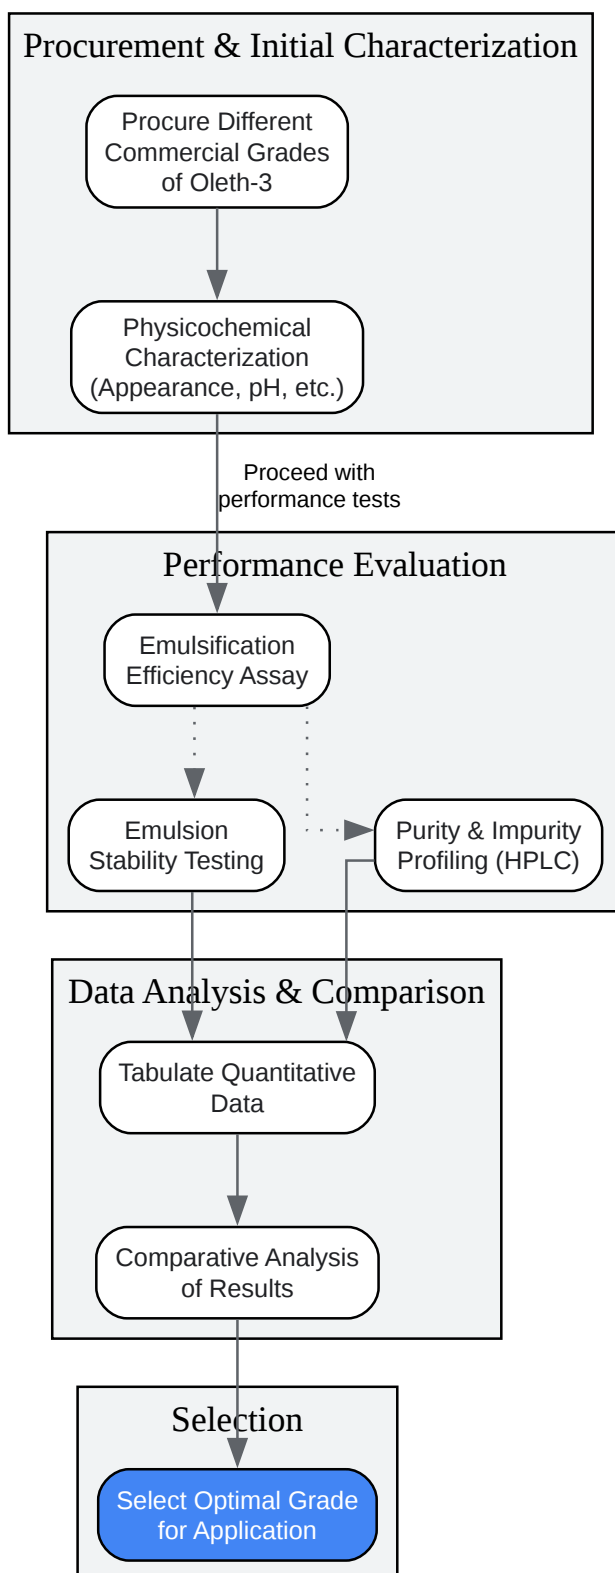 Procurement & Initial Characterization
Procure Different
Commercial Grades
of Oleth-3
Physicochemical
Characterization
(Appearance, pH, etc.)
Proceed with
performance tests
Performance Evaluation
Emulsification
Efficiency Assay
Emulsion
Stability Testing
Purity & Impurity
Profiling (HPLC)
Data Analysis & Comparison
Tabulate Quantitative
Data
Comparative Analysis
of Results
Selection
Select Optimal Grade
for Application